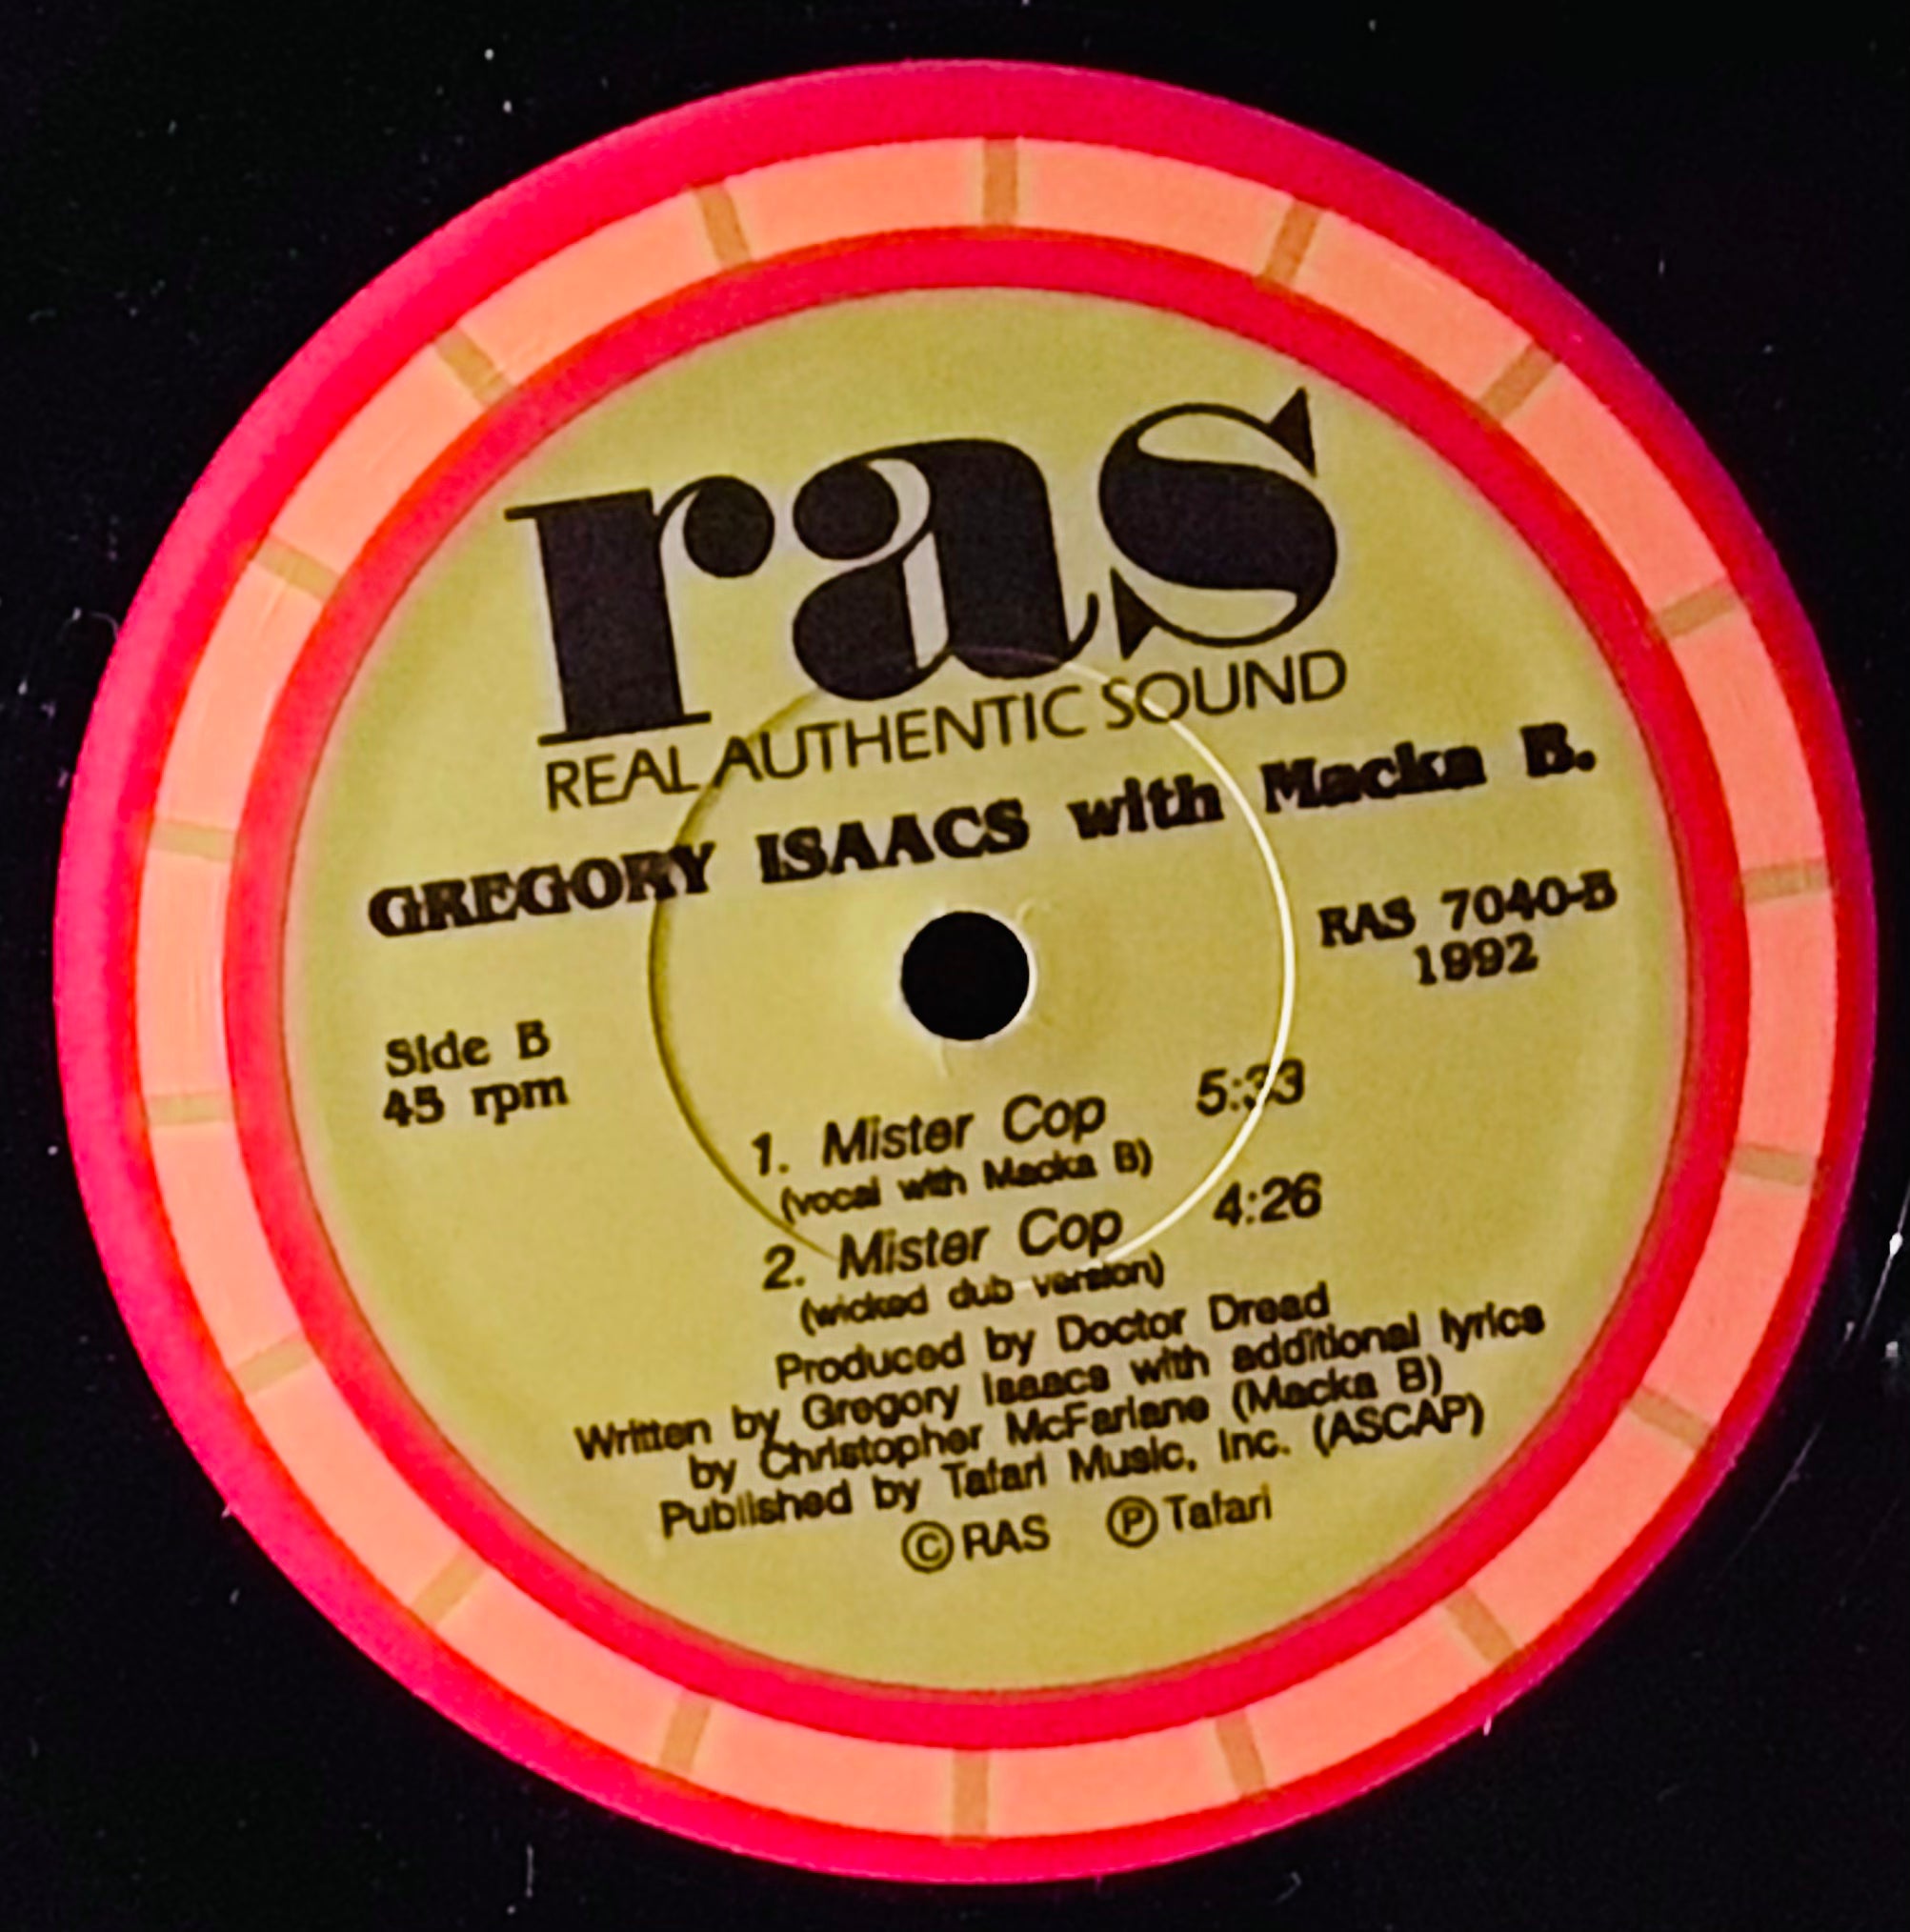 ras
REAL AUTHENTIC SOUND
GREGORY ISAACS with Macka B.
RAS 7040-B
1992
Side B
45 rpm
1. Mister Cop 5:33
(vocal with Macka B)
2. Mister Cop 4:26
(wicked dub version)
Produced by Doctor Dread
Written by Gregory Isaacs with additional lyrics
by Christopher McFarlane (Macka B)
Published by Tafari Music, Inc. (ASCAP)
© RAS ℗ Tafari